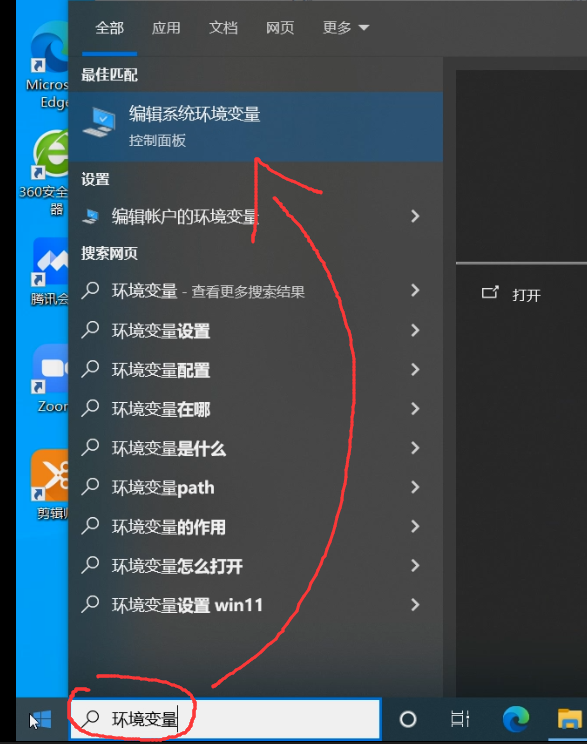 全部 应用 文档 网页 更多
Micros
Edge
最佳匹配
编辑系统环境变量
控制面板
设置
360安全
器
编辑帐户的环境变量
搜索网页
环境变量 - 查看更多搜索结果
打开
腾讯会
环境变量设置
环境变量配置
环境变量在哪
Zoom
环境变量是什么
环境变量path
剪辑
环境变量的作用
环境变量怎么打开
环境变量设置 win11
环境变量